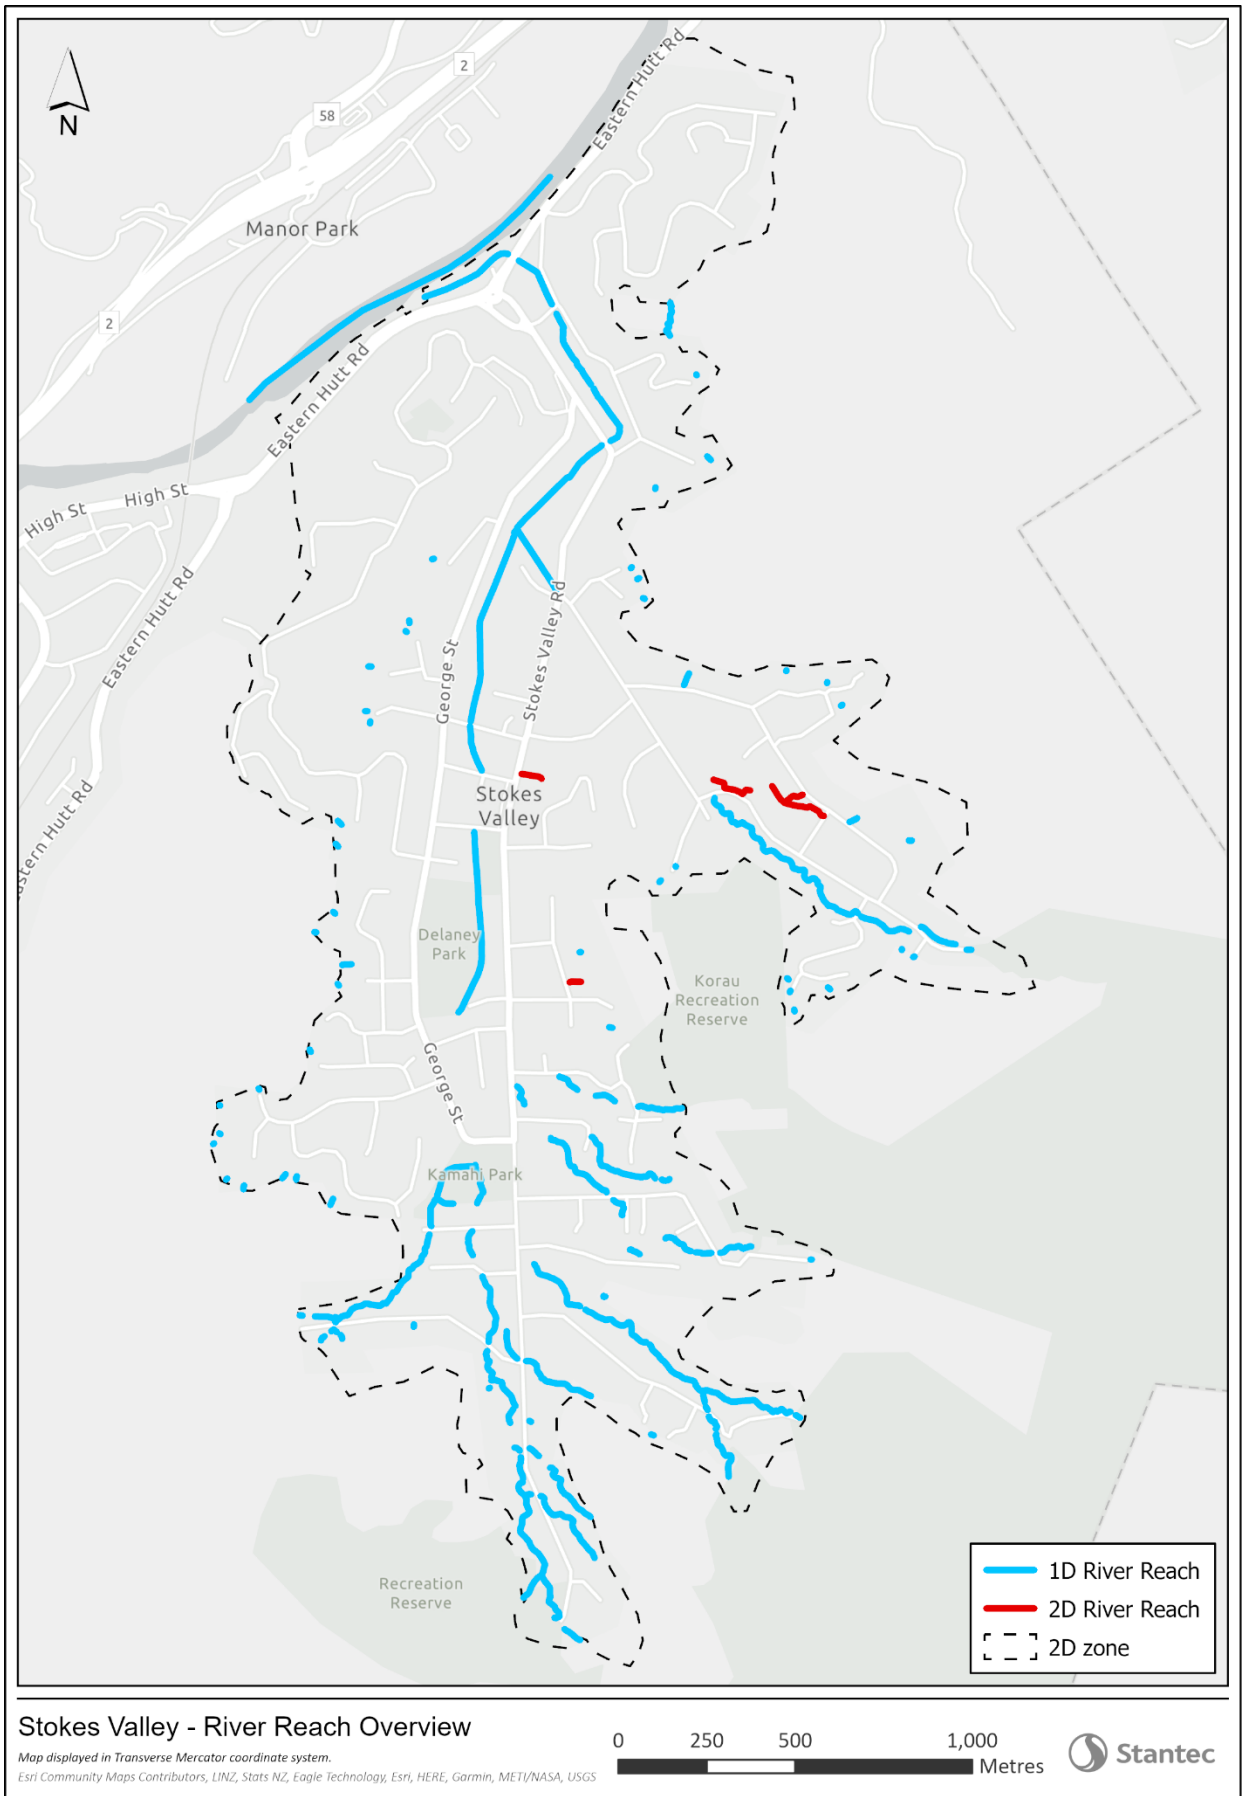 Eastern Hutt Rd
2
58
N
Manor Park
2
Eastern Hutt Rd
High St
High St
Eastern Hutt Rd
George St
Stokes Valley Rd
Stokes
Valley
Eastern Hutt Rd
Delaney
Park
Korau
Recreation
Reserve
George St
Kamahi Park
Recreation
Reserve
1D River Reach
2D River Reach
2D zone
Stokes Valley - River Reach Overview
Map displayed in Transverse Mercator coordinate system.
Esri Community Maps Contributors, LINZ, Stats NZ, Eagle Technology, Esri, HERE, Garmin, METI/NASA, USGS
0 250 500 1,000
Metres
Stantec